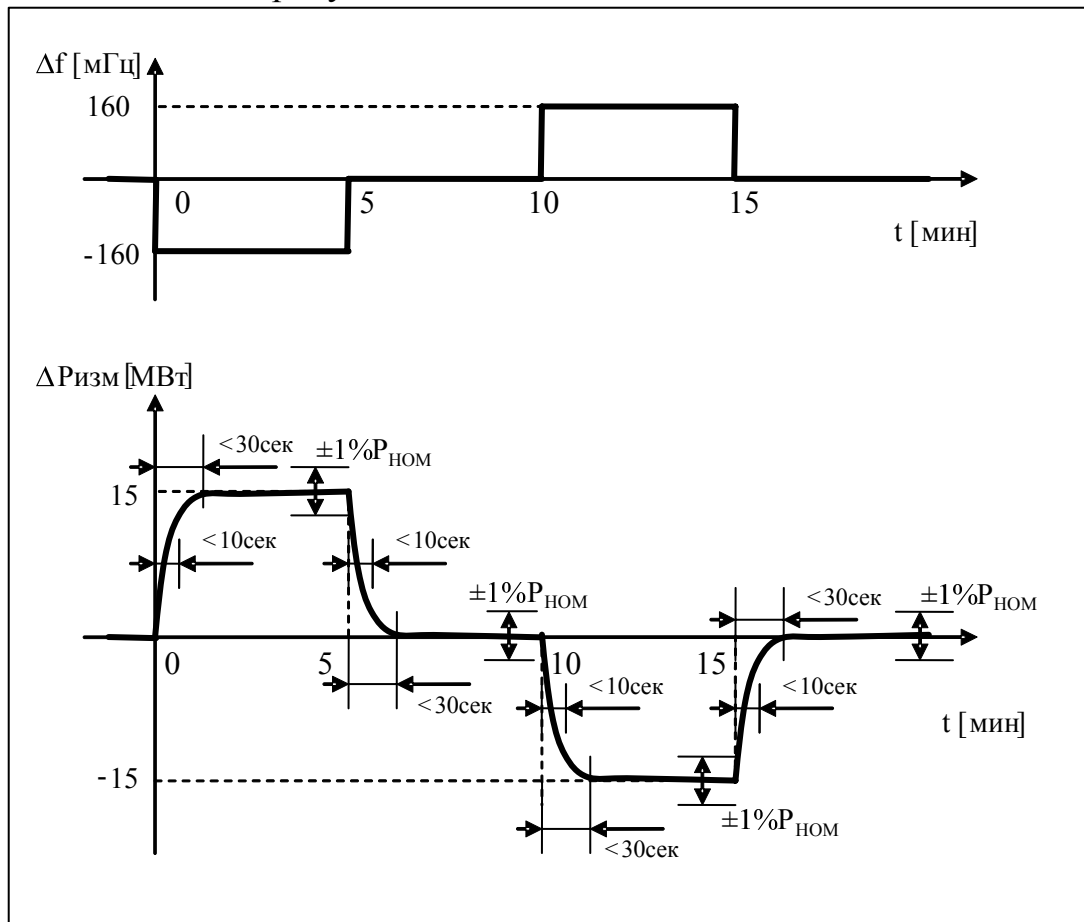 Δf [мГц]
160
0
5
10
15
-160
t [мин]
ΔРизм [МВт]
<30сек
±1%PНОМ
15
<10сек
<10сек
±1%PНОМ
<30сек
±1%PНОМ
0
5
10
15
<30сек
<10сек
<10сек
t [мин]
-15
±1%PНОМ
<30сек